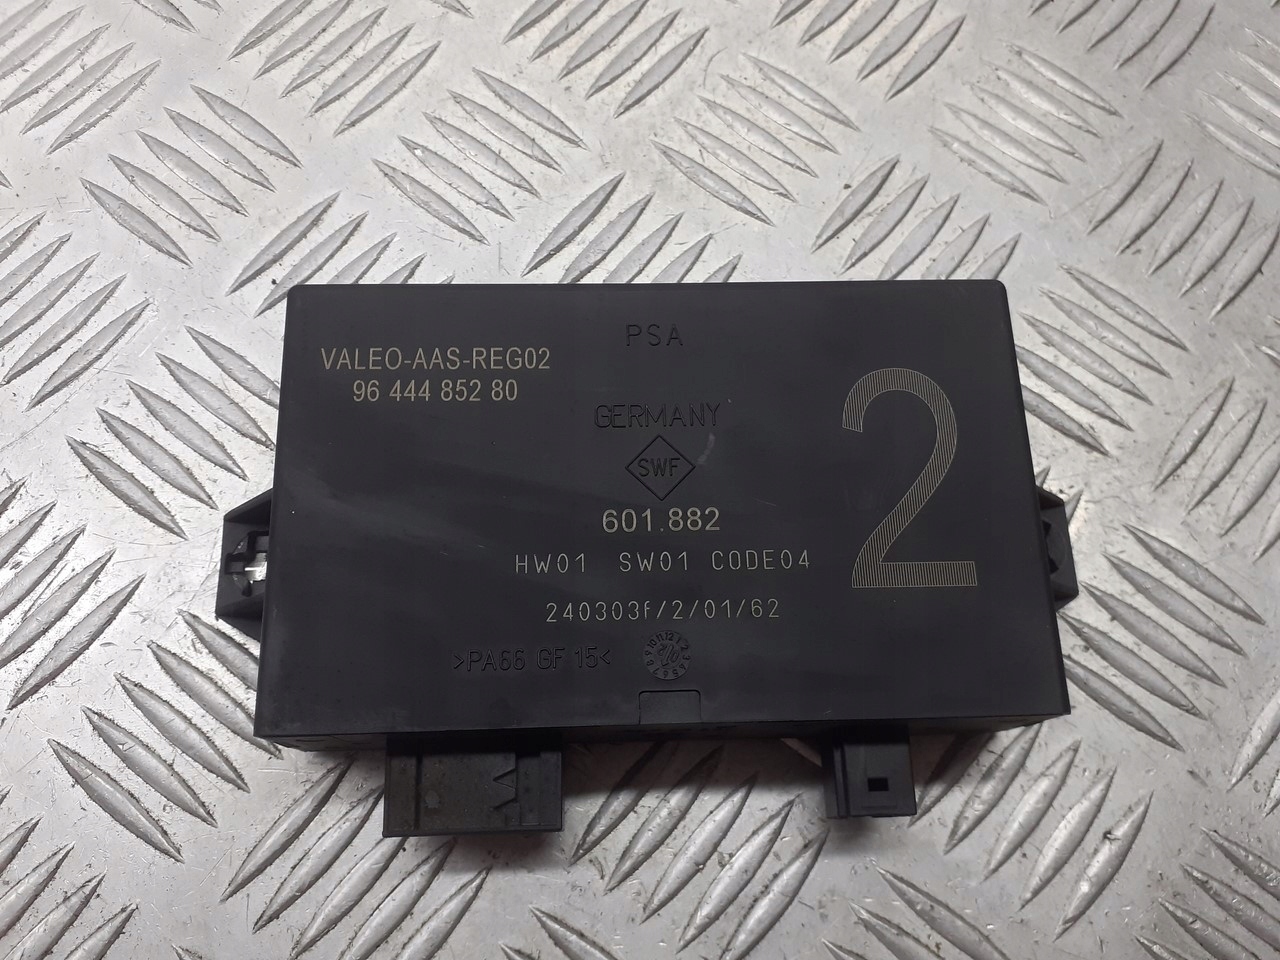 PSA
VALEO-AAS-REG02
96 444 852 80
GERMANY
SWF
2
601.882
HW01 SW01 CODE04
240303f/2/01/62
>PA66 GF 15<